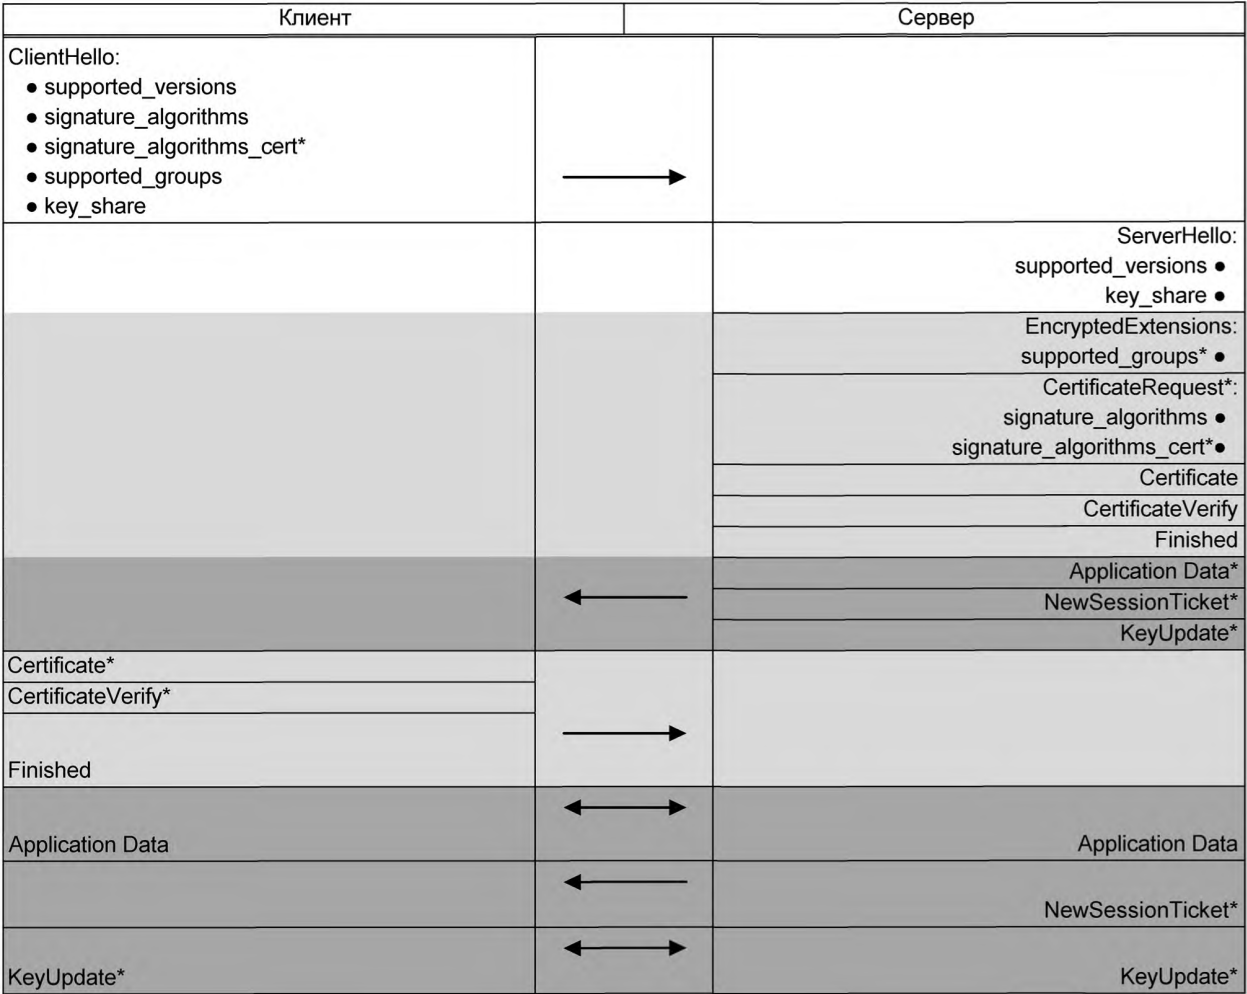 Клиент
Сервер
ClientHello:
● supported_versions
● signature_algorithms
● signature_algorithms_cert*
● supported_groups
● key_share
ServerHello:
supported_versions ●
key_share ●
EncryptedExtensions:
supported_groups* ●
CertificateRequest*:
signature_algorithms ●
signature_algorithms_cert*●
Certificate
CertificateVerify
Finished
Application Data*
NewSessionTicket*
KeyUpdate*
Certificate*
CertificateVerify*
Finished
Application Data
Application Data
NewSessionTicket*
KeyUpdate*
KeyUpdate*